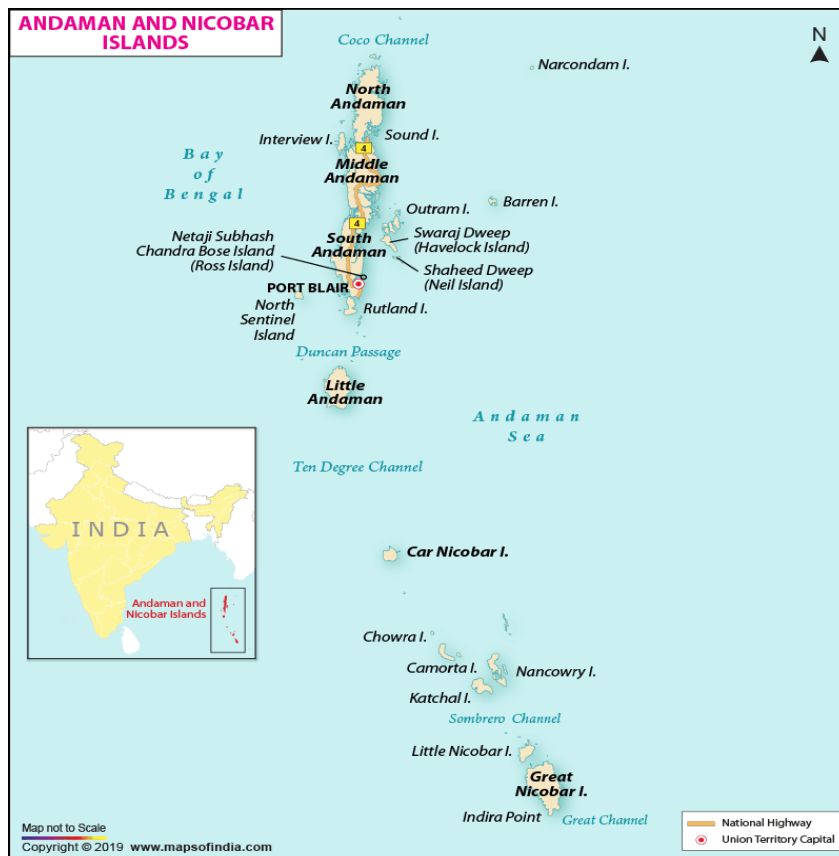 ANDAMAN AND NICOBAR
ISLANDS
N
Coco Channel
Narcondam I.
North
Andaman
Interview I.
Sound I.
4
Middle
Andaman
Bay
of
Bengal
Barren I.
Outram I.
4
Swaraj Dweep
(Havelock Island)
South
Andaman
Netaji Subhash
Chandra Bose Island
(Ross Island)
Shaheed Dweep
(Neil Island)
PORT BLAIR
North
Sentinel
Island
Rutland I.
Duncan Passage
Little
Andaman
Andaman
Sea
Ten Degree Channel
INDIA
Andaman and
Nicobar Islands
Car Nicobar I.
Chowra I.
Camorta I.
Nancowry I.
Katchal I.
Sombrero Channel
Little Nicobar I.
Great
Nicobar I.
Indira Point
Great Channel
Map not to Scale
Copyright © 2019 www.mapsofindia.com
National Highway
Union Territory Capital